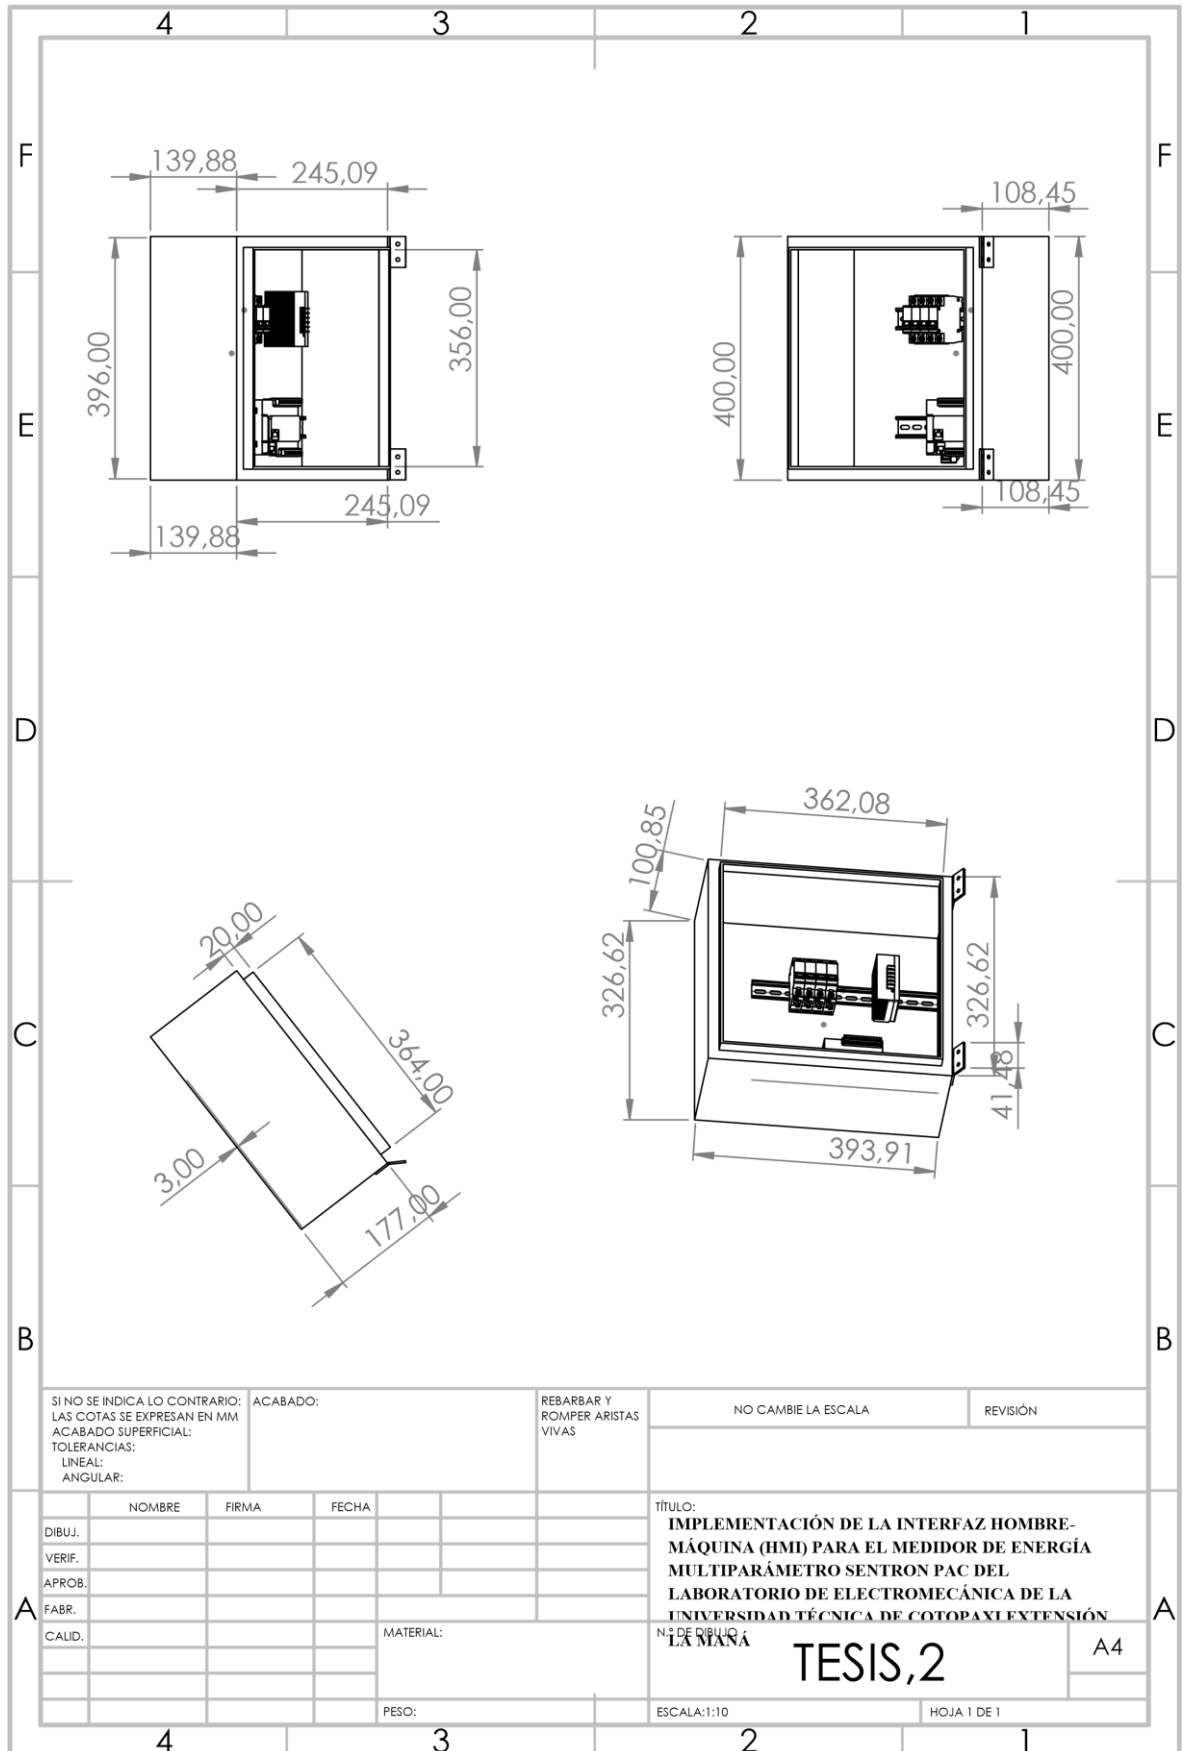 4 3 2 1
F F
139,88 245,09
108,45
396,00 356,00
400,00 400,00
E E
245,09
108,45
139,88
D D
362,08
100,85
20,00
326,62 326,62
C C
364,00
41,48
3,00
393,91
177,00
B B
SI NO SE INDICA LO CONTRARIO:
LAS COTAS SE EXPRESAN EN MM
ACABADO SUPERFICIAL:
TOLERANCIAS:
LINEAL:
ANGULAR:
ACABADO:
REBARBAR Y
ROMPER ARISTAS
VIVAS
NO CAMBIE LA ESCALA
REVISIÓN
NOMBRE FIRMA FECHA
DIBUJ.
VERIF.
APROB.
FABR.
CALID.
TÍTULO:
IMPLEMENTACIÓN DE LA INTERFAZ HOMBRE-
MÁQUINA (HMI) PARA EL MEDIDOR DE ENERGÍA
MULTIPARÁMETRO SENTRON PAC DEL
LABORATORIO DE ELECTROMECÁNICA DE LA
UNIVERSIDAD TÉCNICA DE COTOPAXI EXTENSIÓN
LA MANÁ
A A
MATERIAL:
N.º DE DIBUJO
TESIS,2
A4
PESO:
ESCALA:1:10
HOJA 1 DE 1
4 3 2 1